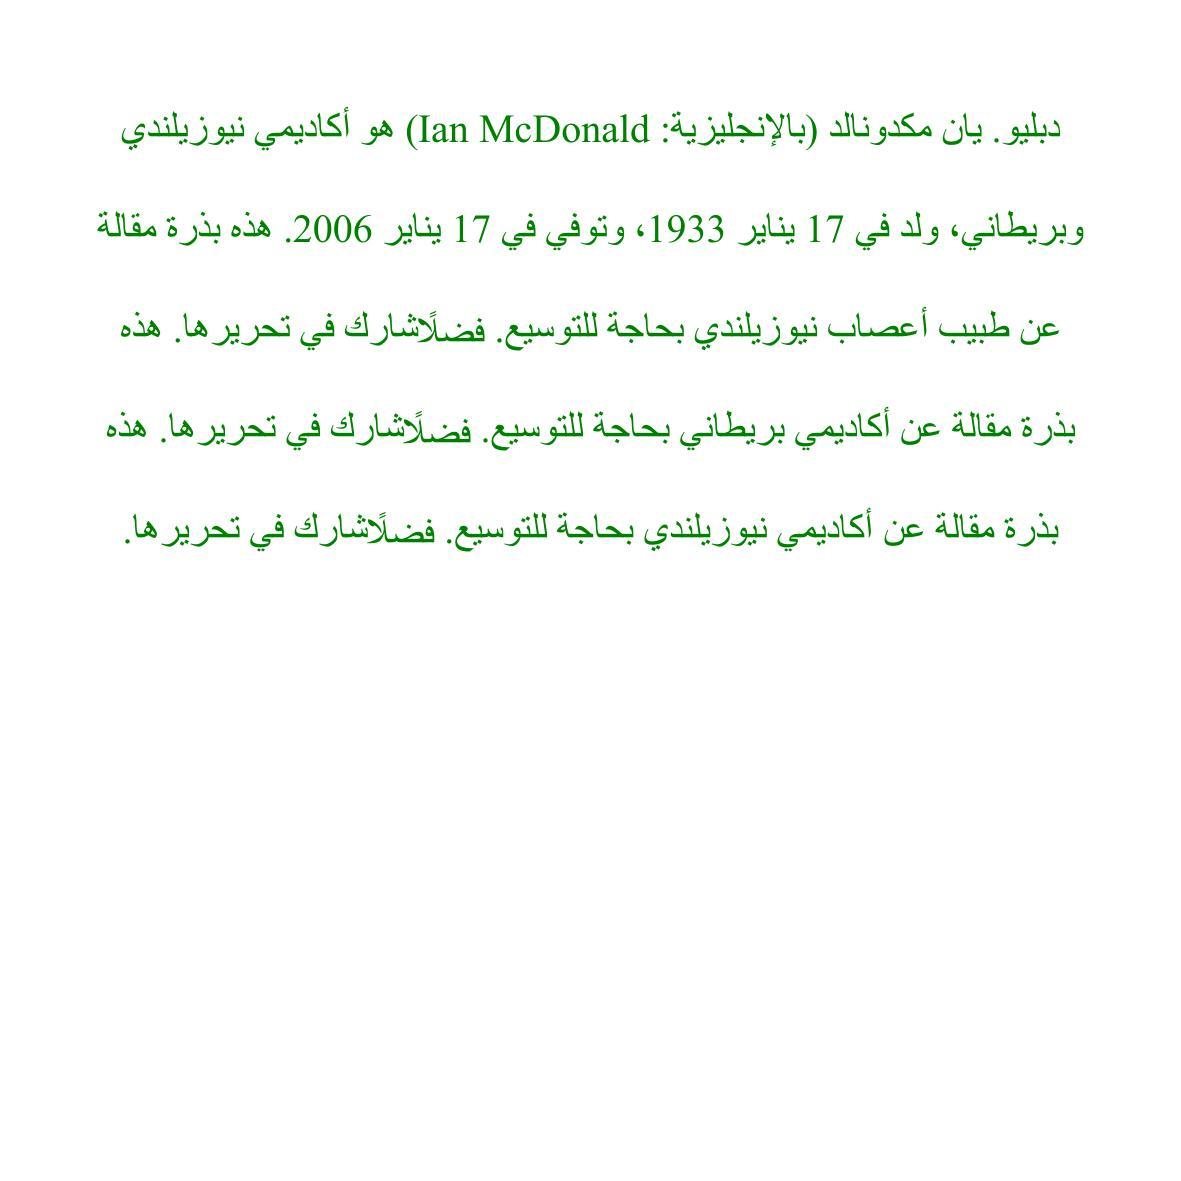 دبليو. يان مكدونالد (بالإنجليزية: Ian McDonald) هو أكاديمي نيوزيلندي
وبريطاني، ولد في 17 يناير 1933، وتوفي في 17 يناير 2006. هذه بذرة مقالة
عن طبيب أعصاب نيوزيلندي بحاجة للتوسيع. فضلًاشارك في تحريرها. هذه
بذرة مقالة عن أكاديمي بريطاني بحاجة للتوسيع. فضلًاشارك في تحريرها. هذه
بذرة مقالة عن أكاديمي نيوزيلندي بحاجة للتوسيع. فضلًاشارك في تحريرها.